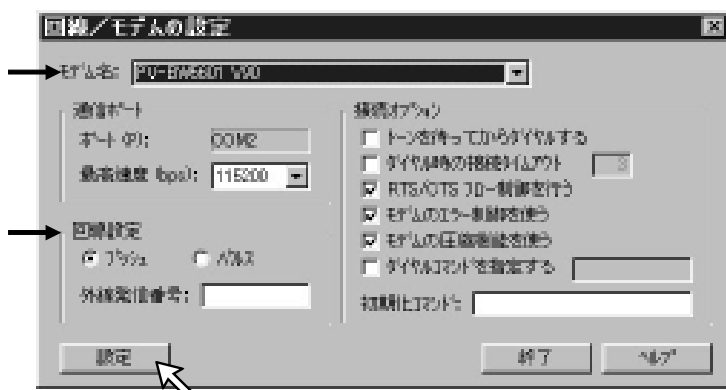 回線／モデムの設定
モデム名:
通信ポート
ポート (P):
COM2
最高速度 (bps):
115200
回線設定
プッシュ
パルス
外線発信番号:
接続オプション
トーンを待ってからダイヤルする
ダイヤル時の接続タイムアウト
RTS/CTS フロー制御を行う
モデムのエラー制御を使う
モデムの圧縮機能を使う
ダイヤルコマンドを指定する
初期化コマンド:
設定
終了
ヘルプ